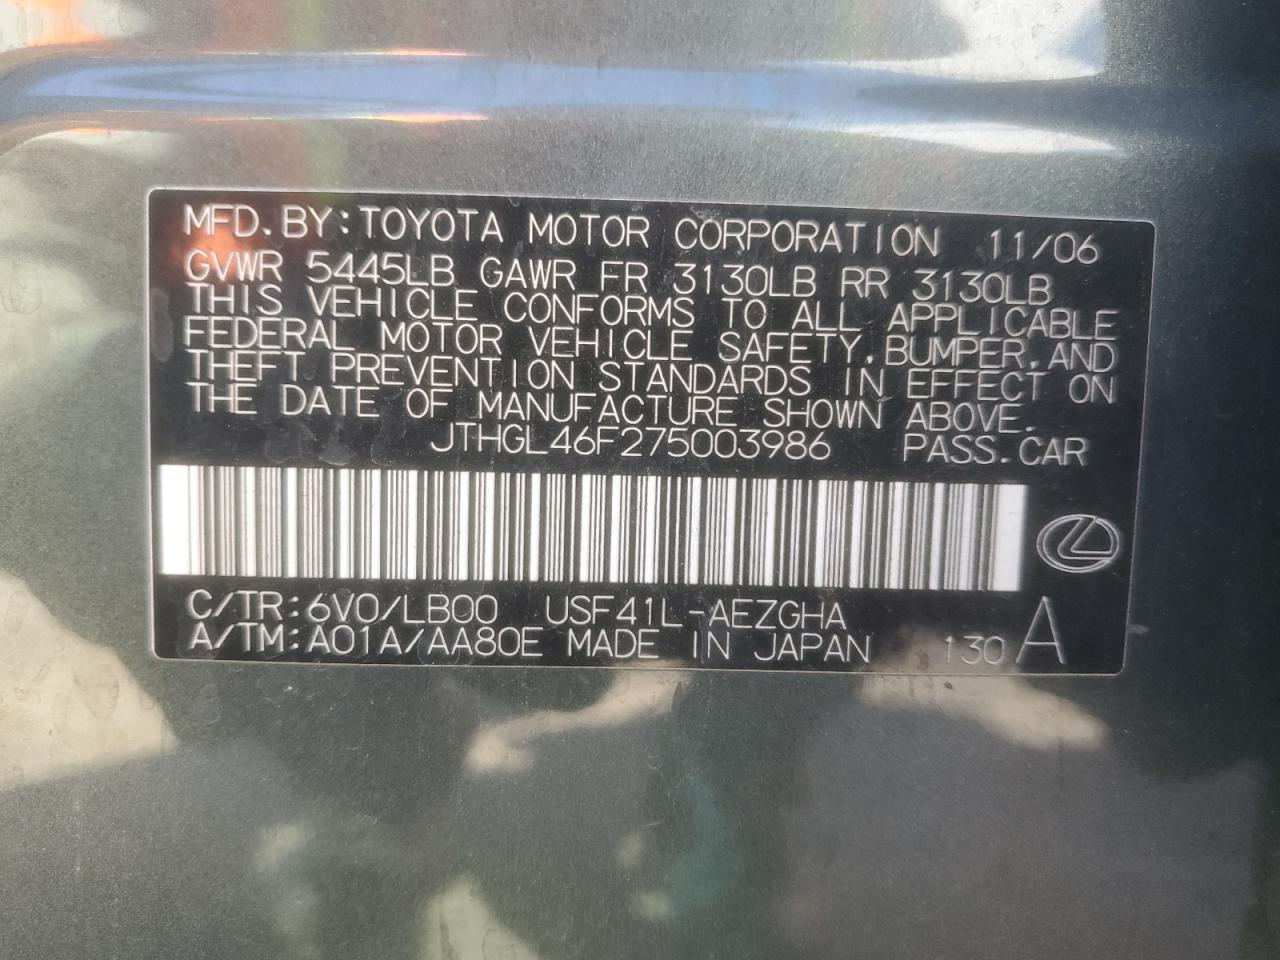 MFD. BY: TOYOTA MOTOR CORPORATION 11/06
GVWR 5445LB GAWR FR 3130LB RR 3130LB
THIS VEHICLE CONFORMS TO ALL APPLICABLE
FEDERAL MOTOR VEHICLE SAFETY, BUMPER, AND
THEFT PREVENTION STANDARDS IN EFFECT ON
THE DATE OF MANUFACTURE SHOWN ABOVE.
JTHGL46F275003986 PASS. CAR
C/TR: 6V0/LB00 USF41L-AEZGHA
A/TM: A01A/AA80E MADE IN JAPAN 130 A